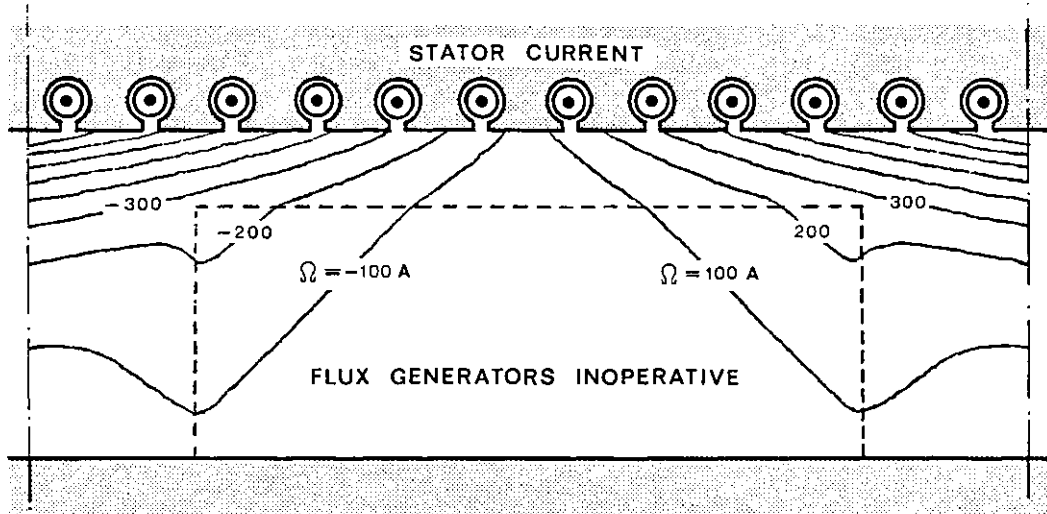 STATOR CURRENT
-300
-200
Ω = -100 A
Ω = 100 A
200
300
FLUX GENERATORS INOPERATIVE